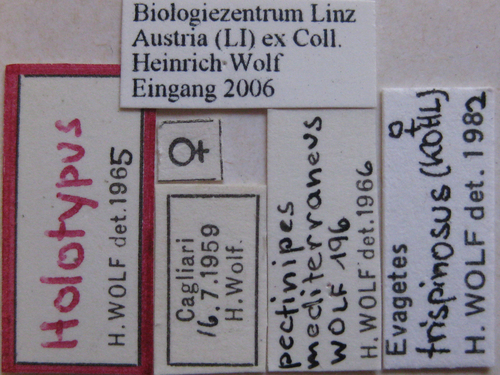 Biologiezentrum Linz
Austria (LI) ex Coll.
Heinrich Wolf
Eingang 2006
Holotypus
H. WOLF det. 1965
♀
Cagliari
16.7.1959
H. Wolf.
pectinipes
mediterraneus
WOLF 196
H. WOLF det. 1966
♀
Evagetes
trispinosus (KOHL)
H. WOLF det. 1982